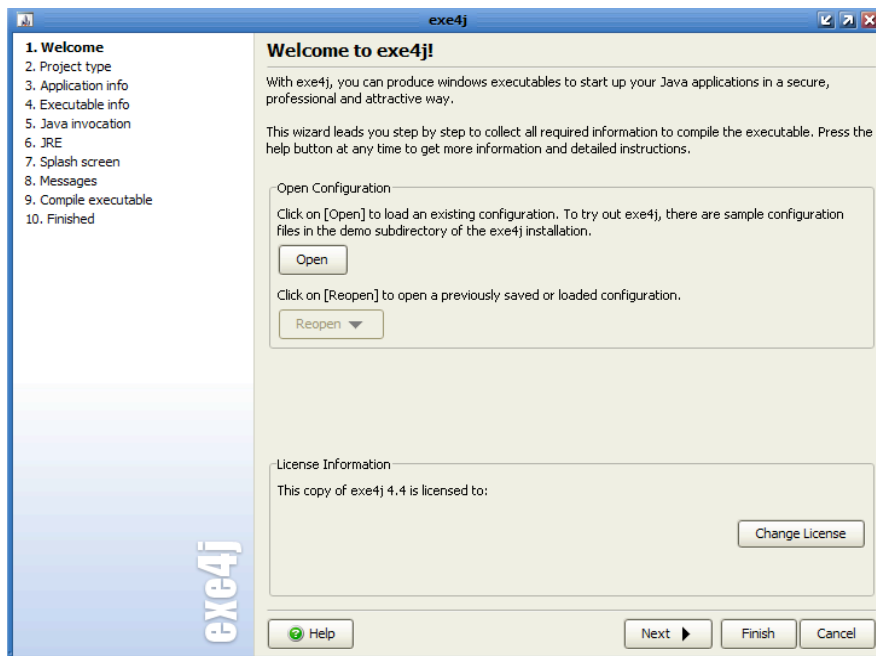 exe4j
1. Welcome
2. Project type
3. Application info
4. Executable info
5. Java invocation
6. JRE
7. Splash screen
8. Messages
9. Compile executable
10. Finished
exe4j
Welcome to exe4j!
With exe4j, you can produce windows executables to start up your Java applications in a secure,
professional and attractive way.
This wizard leads you step by step to collect all required information to compile the executable. Press the
help button at any time to get more information and detailed instructions.
Open Configuration
Click on [Open] to load an existing configuration. To try out exe4j, there are sample configuration
files in the demo subdirectory of the exe4j installation.
Open
Click on [Reopen] to open a previously saved or loaded configuration.
Reopen
License Information
This copy of exe4j 4.4 is licensed to:
Change License
Help
Next
Finish
Cancel